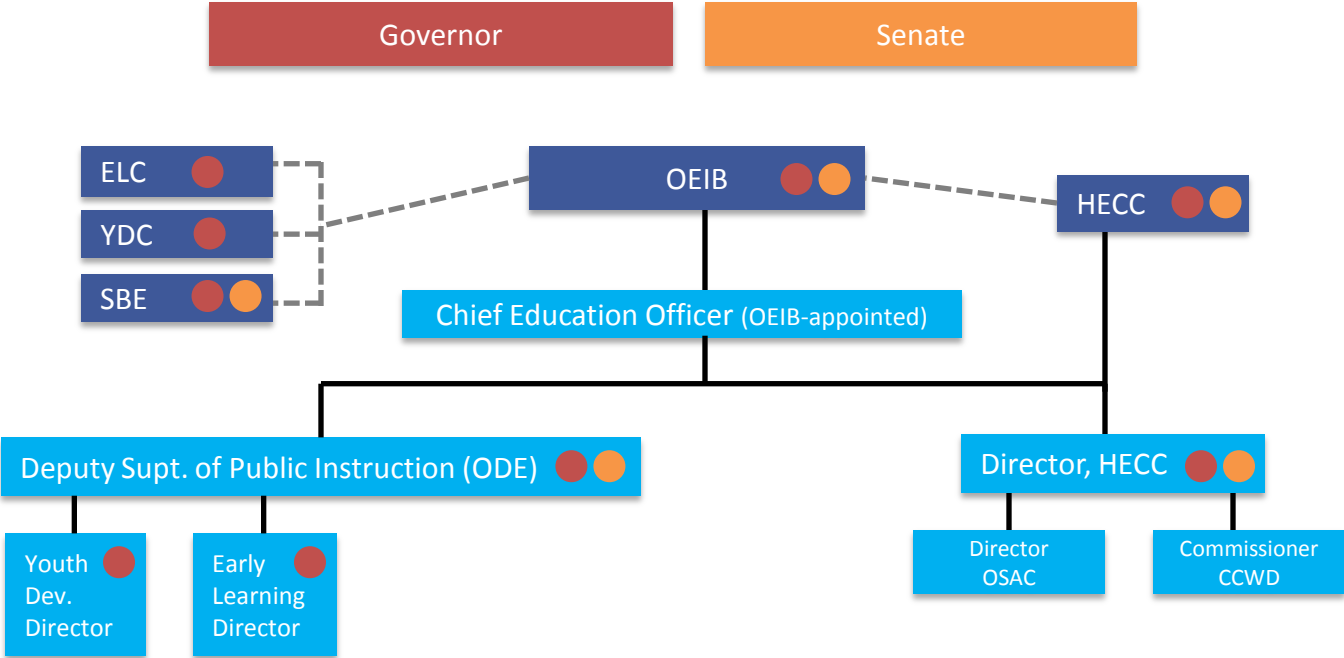 Governor
Senate
ELC
OEIB
HECC
YDC
SBE
Chief Education Officer (OEIB-appointed)
Deputy Supt. of Public Instruction (ODE)
Director, HECC
Youth
Dev.
Director
Early
Learning
Director
Director
OSAC
Commissioner
CCWD